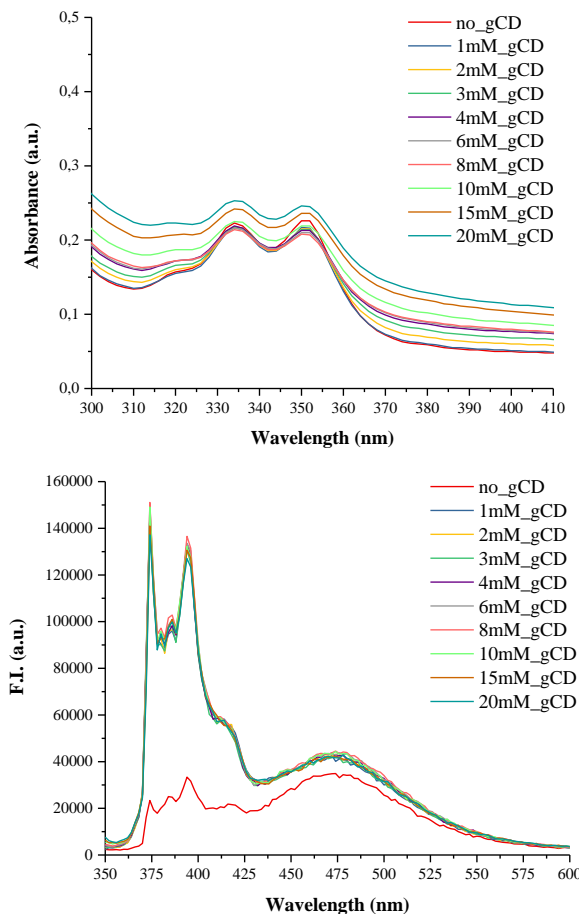 0,5
0,4
0,3
0,2
0,1
0,0
Absorbance (a.u.)
300 310 320 330 340 350 360 370 380 390 400 410
Wavelength (nm)
no_gCD
1mM_gCD
2mM_gCD
3mM_gCD
4mM_gCD
6mM_gCD
8mM_gCD
10mM_gCD
15mM_gCD
20mM_gCD
160000
140000
120000
100000
80000
60000
40000
20000
0
F.I. (a.u.)
350 375 400 425 450 475 500 525 550 575 600
Wavelength (nm)
no_gCD
1mM_gCD
2mM_gCD
3mM_gCD
4mM_gCD
6mM_gCD
8mM_gCD
10mM_gCD
15mM_gCD
20mM_gCD